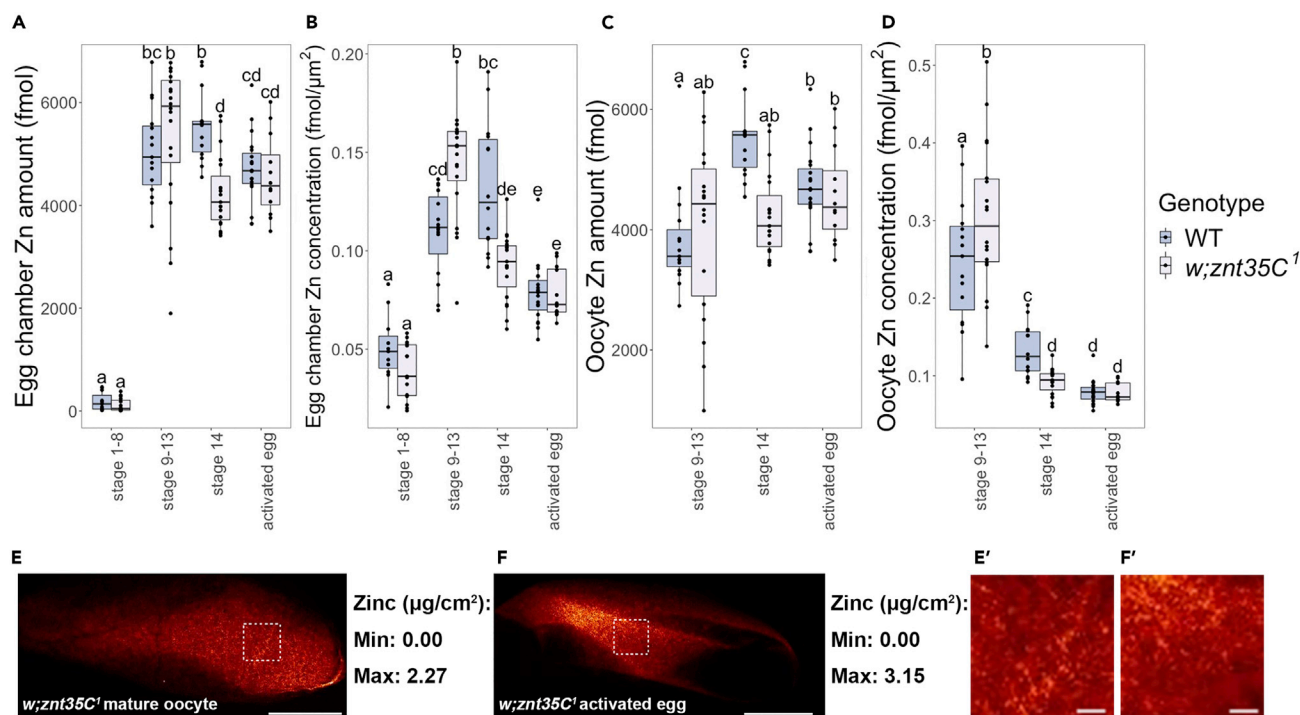 A
Egg chamber Zn amount (fmol)
6000
4000
2000
0
a
a
bc
b
b
d
cd
cd
stage 1-8
stage 9-13
stage 14
activated egg
B
Egg chamber Zn concentration (fmol/µm²)
0.20
0.15
0.10
0.05
a
a
cd
b
bc
de
e
e
stage 1-8
stage 9-13
stage 14
activated egg
C
Oocyte Zn amount (fmol)
6000
4000
2000
a
ab
c
ab
b
b
stage 9-13
stage 14
activated egg
D
Oocyte Zn concentration (fmol/µm²)
0.5
0.4
0.3
0.2
0.1
a
b
c
d
d
d
stage 9-13
stage 14
activated egg
Genotype
WT
w;znt35C¹
E
w;znt35C¹ mature oocyte
Zinc (µg/cm²):
Min: 0.00
Max: 2.27
F
w;znt35C¹ activated egg
Zinc (µg/cm²):
Min: 0.00
Max: 3.15
E'
F'